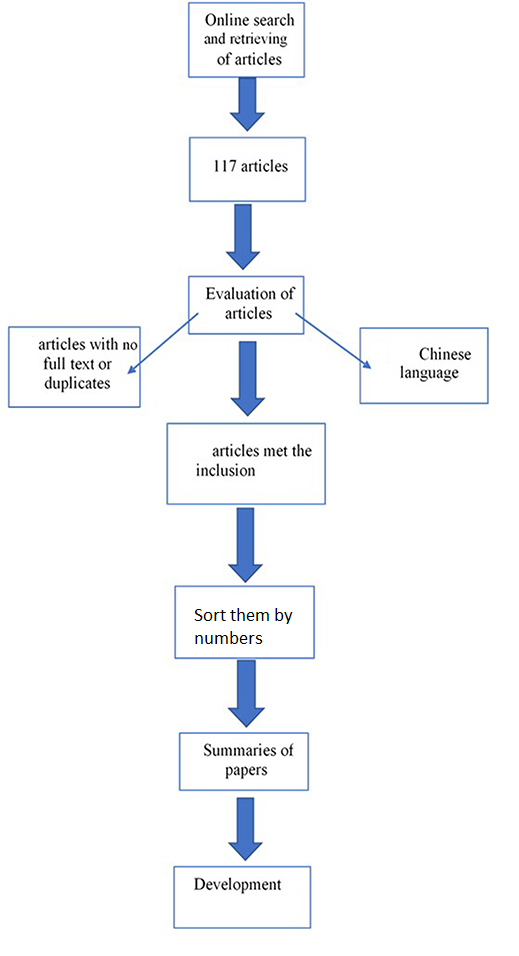 Online search
and retrieving
of articles
117 articles
Evaluation of
articles
articles with no
full text or
duplicates
Chinese
language
articles met the
inclusion
Sort them by
numbers
Summaries of
papers
Development